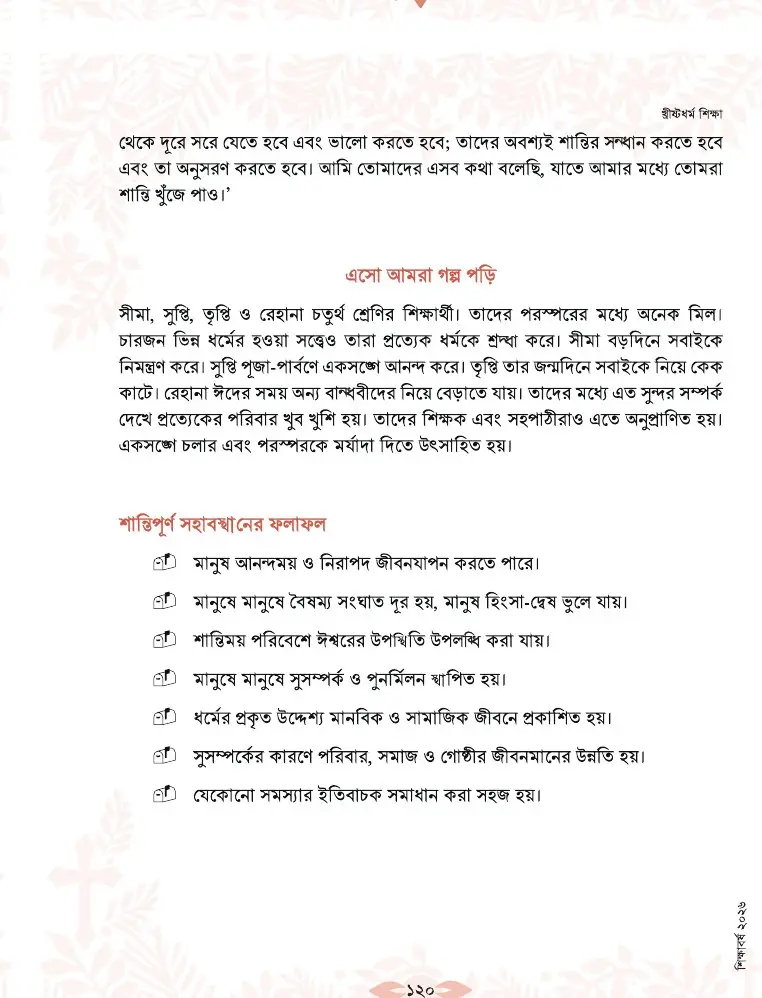 খ্রীষ্টধর্ম শিক্ষা
থেকে দূরে সরে যেতে হবে এবং ভালো করতে হবে; তাদের অবশ্যই শান্তির সন্ধান করতে হবে
এবং তা অনুসরণ করতে হবে। আমি তোমাদের এসব কথা বলেছি, যাতে আমার মধ্যে তোমরা
শান্তি খুঁজে পাও।’
এসো আমরা গল্প পড়ি
সীমা, সুপ্তি, তৃপ্তি ও রেহানা চতুর্থ শ্রেণির শিক্ষার্থী। তাদের পরস্পরের মধ্যে অনেক মিল।
চারজন ভিন্ন ধর্মের হওয়া সত্ত্বেও তারা প্রত্যেক ধর্মকে শ্রদ্ধা করে। সীমা বড়দিনে সবাইকে
নিমন্ত্রণ করে। সুপ্তি পূজা-পার্বণে একসঙ্গে আনন্দ করে। তৃপ্তি তার জন্মদিনে সবাইকে নিয়ে কেক
কাটে। রেহানা ঈদের সময় অন্য বান্ধবীদের নিয়ে বেড়াতে যায়। তাদের মধ্যে এত সুন্দর সম্পর্ক
দেখে প্রত্যেকের পরিবার খুব খুশি হয়। তাদের শিক্ষক এবং সহপাঠীরাও এতে অনুপ্রাণিত হয়।
একসঙ্গে চলার এবং পরস্পরকে মর্যাদা দিতে উৎসাহিত হয়।
শান্তিপূর্ণ সহাবস্থানের ফলাফল
মানুষ আনন্দময় ও নিরাপদ জীবনযাপন করতে পারে।
মানুষে মানুষে বৈষম্য সংঘাত দূর হয়, মানুষ হিংসা-দ্বেষ ভুলে যায়।
শান্তিময় পরিবেশে ঈশ্বরের উপস্থিতি উপলব্ধি করা যায়।
মানুষে মানুষে সুসম্পর্ক ও পুনর্মিলন স্থাপিত হয়।
ধর্মের প্রকৃত উদ্দেশ্য মানবিক ও সামাজিক জীবনে প্রকাশিত হয়।
সুসম্পর্কের কারণে পরিবার, সমাজ ও গোষ্ঠীর জীবনমানের উন্নতি হয়।
যেকোনো সমস্যার ইতিবাচক সমাধান করা সহজ হয়।
শিক্ষাবর্ষ ২০২৬
১২০